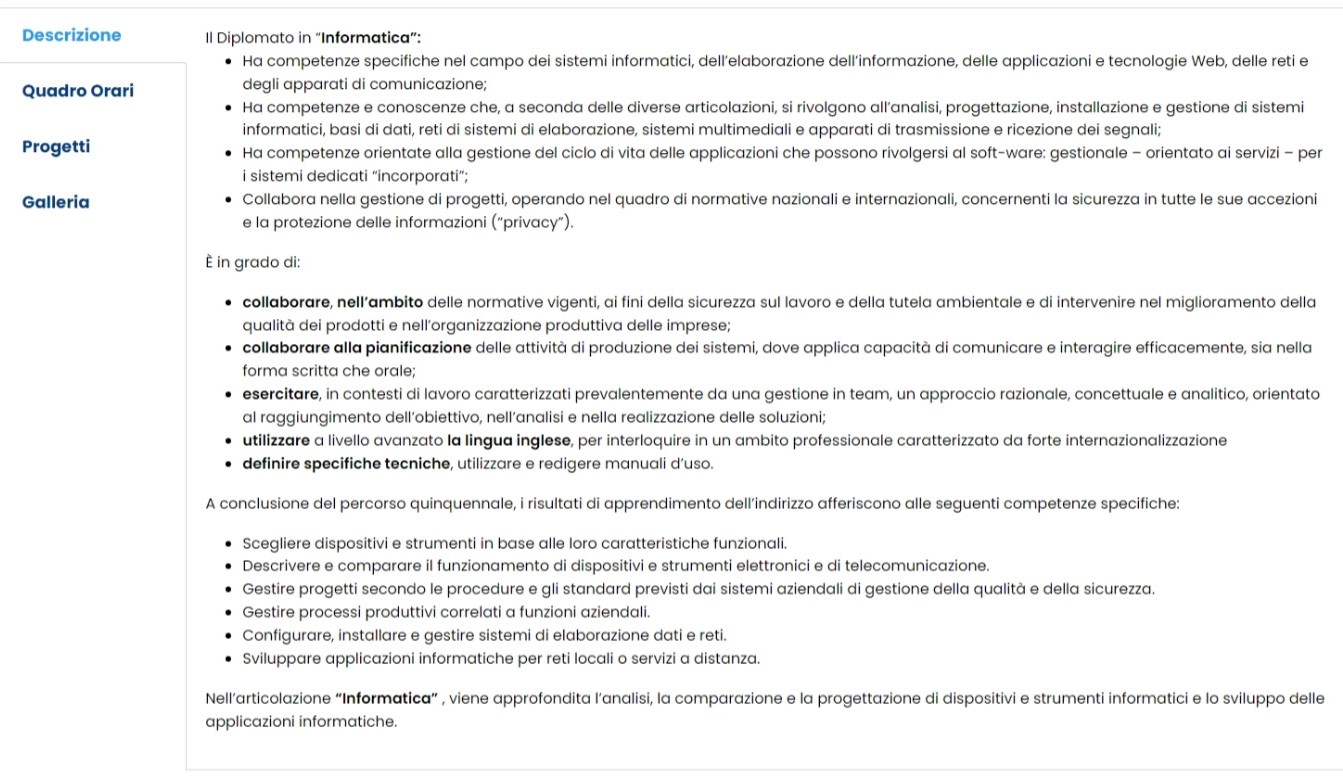 Descrizione
Quadro Orari
Progetti
Galleria
Il Diplomato in “Informatica”:
• Ha competenze specifiche nel campo dei sistemi informatici, dell’elaborazione dell’informazione, delle applicazioni e tecnologie Web, delle reti e
degli apparati di comunicazione;
• Ha competenze e conoscenze che, a seconda delle diverse articolazioni, si rivolgono all’analisi, progettazione, installazione e gestione di sistemi
informatici, basi di dati, reti di sistemi di elaborazione, sistemi multimediali e apparati di trasmissione e ricezione dei segnali;
• Ha competenze orientate alla gestione del ciclo di vita delle applicazioni che possono rivolgersi al soft-ware: gestionale – orientato ai servizi – per
i sistemi dedicati “incorporati”;
• Collabora nella gestione di progetti, operando nel quadro di normative nazionali e internazionali, concernenti la sicurezza in tutte le sue accezioni
e la protezione delle informazioni (“privacy”).
È in grado di:
• collaborare, nell’ambito delle normative vigenti, ai fini della sicurezza sul lavoro e della tutela ambientale e di intervenire nel miglioramento della
qualità dei prodotti e nell’organizzazione produttiva delle imprese;
• collaborare alla pianificazione delle attività di produzione dei sistemi, dove applica capacità di comunicare e interagire efficacemente, sia nella
forma scritta che orale;
• esercitare, in contesti di lavoro caratterizzati prevalentemente da una gestione in team, un approccio razionale, concettuale e analitico, orientato
al raggiungimento dell’obiettivo, nell’analisi e nella realizzazione delle soluzioni;
• utilizzare a livello avanzato la lingua inglese, per interloquire in un ambito professionale caratterizzato da forte internazionalizzazione
• definire specifiche tecniche, utilizzare e redigere manuali d’uso.
A conclusione del percorso quinquennale, i risultati di apprendimento dell’indirizzo afferiscono alle seguenti competenze specifiche:
• Scegliere dispositivi e strumenti in base alle loro caratteristiche funzionali.
• Descrivere e comparare il funzionamento di dispositivi e strumenti elettronici e di telecomunicazione.
• Gestire progetti secondo le procedure e gli standard previsti dai sistemi aziendali di gestione della qualità e della sicurezza.
• Gestire processi produttivi correlati a funzioni aziendali.
• Configurare, installare e gestire sistemi di elaborazione dati e reti.
• Sviluppare applicazioni informatiche per reti locali o servizi a distanza.
Nell’articolazione “Informatica” , viene approfondita l’analisi, la comparazione e la progettazione di dispositivi e strumenti informatici e lo sviluppo delle
applicazioni informatiche.